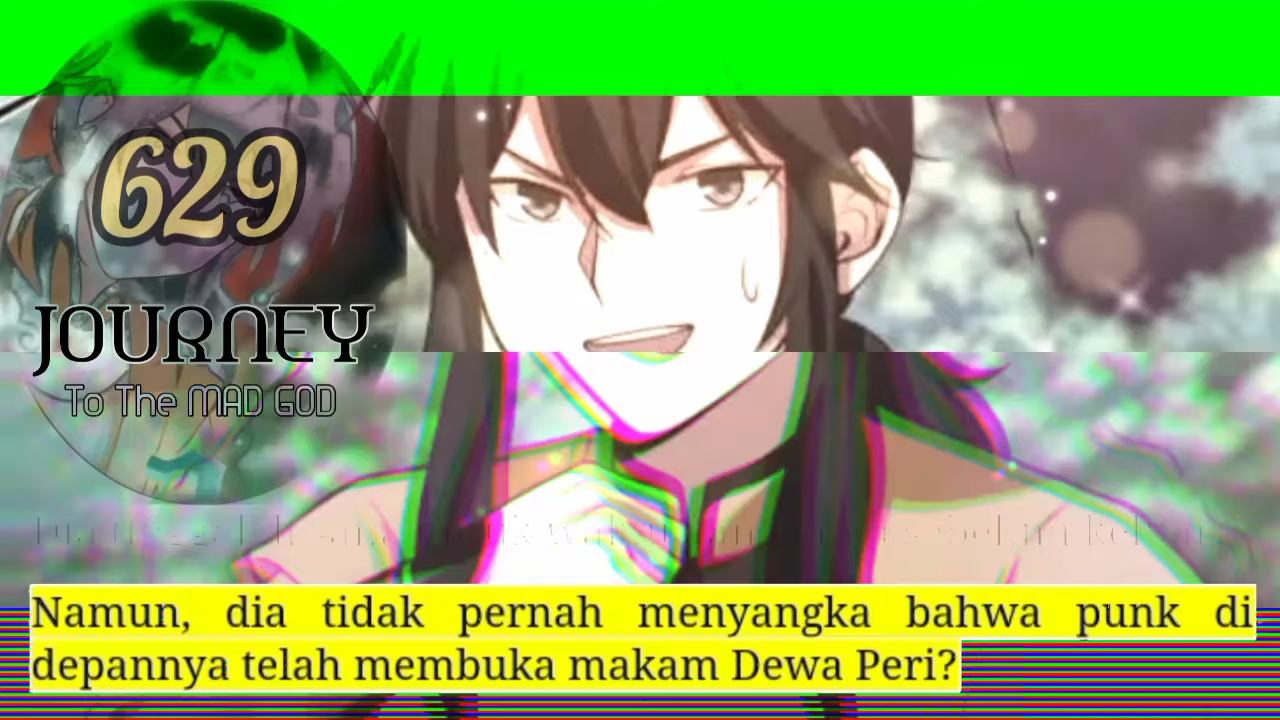 629
JOURNEY
To The MAD GOD
Namun, dia tidak pernah menyangka bahwa punk di
depannya telah membuka makam Dewa Peri?